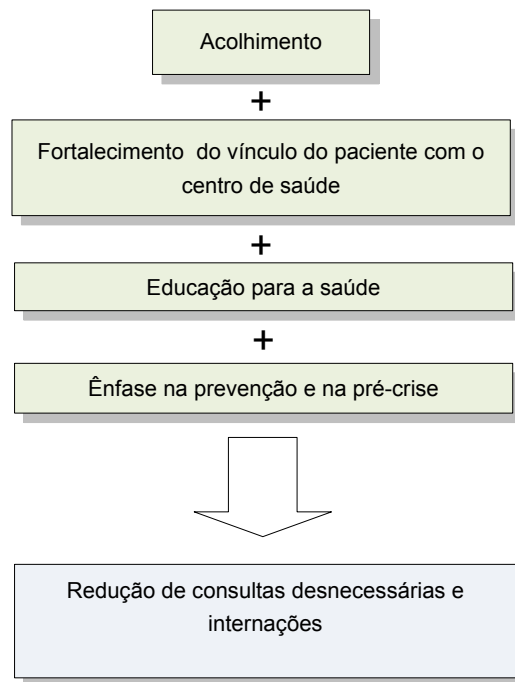 Acolhimento
+
Fortalecimento do vínculo do paciente com o
centro de saúde
+
Educação para a saúde
+
Ênfase na prevenção e na pré-crise
Redução de consultas desnecessárias e
internações